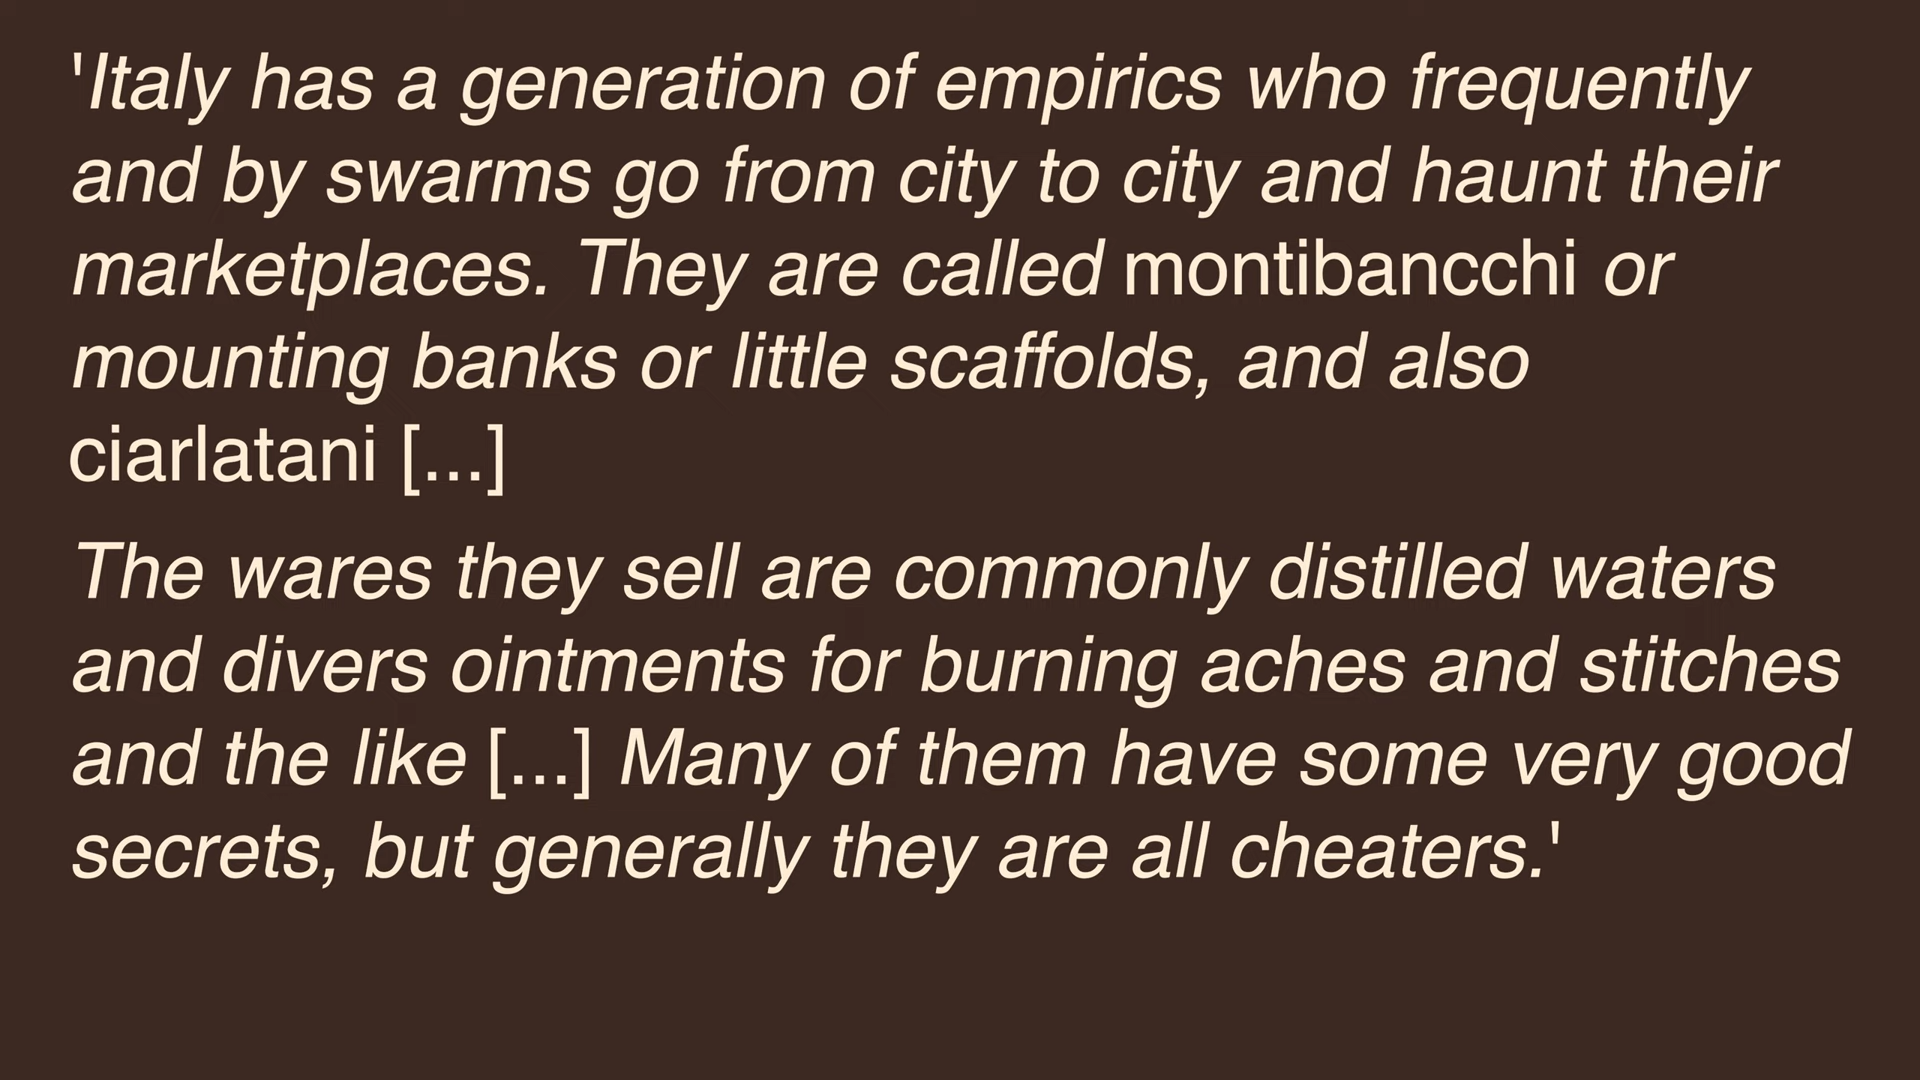 'Italy has a generation of empirics who frequently
and by swarms go from city to city and haunt their
marketplaces. They are called montibancchi or
mounting banks or little scaffolds, and also
ciarlatani [...]
The wares they sell are commonly distilled waters
and divers ointments for burning aches and stitches
and the like [...] Many of them have some very good
secrets, but generally they are all cheaters.'